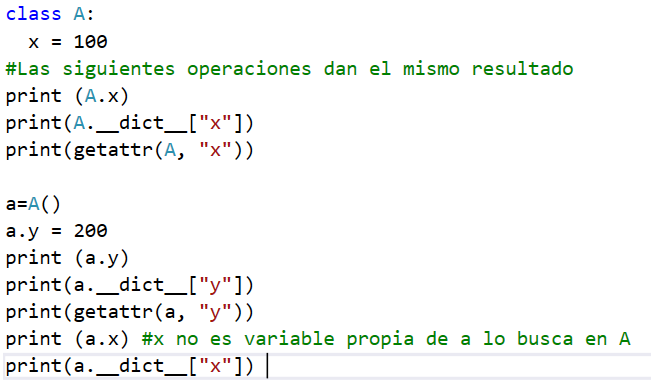 class A:
  x = 100
#Las siguientes operaciones dan el mismo resultado
print (A.x)
print(A.__dict__["x"])
print(getattr(A, "x"))

a=A()
a.y = 200
print (a.y)
print(a.__dict__["y"])
print(getattr(a, "y"))
print (a.x) #x no es variable propia de a lo busca en A
print(a.__dict__["x"])